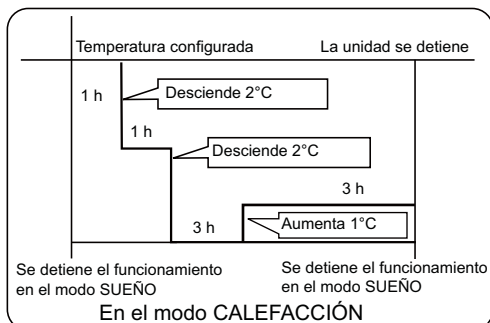 Temperatura configurada
La unidad se detiene
1 h
Desciende 2°C
1 h
Desciende 2°C
3 h
3 h
Aumenta 1°C
Se detiene el funcionamiento
en el modo SUEÑO
Se detiene el funcionamiento
en el modo SUEÑO
En el modo CALEFACCIÓN